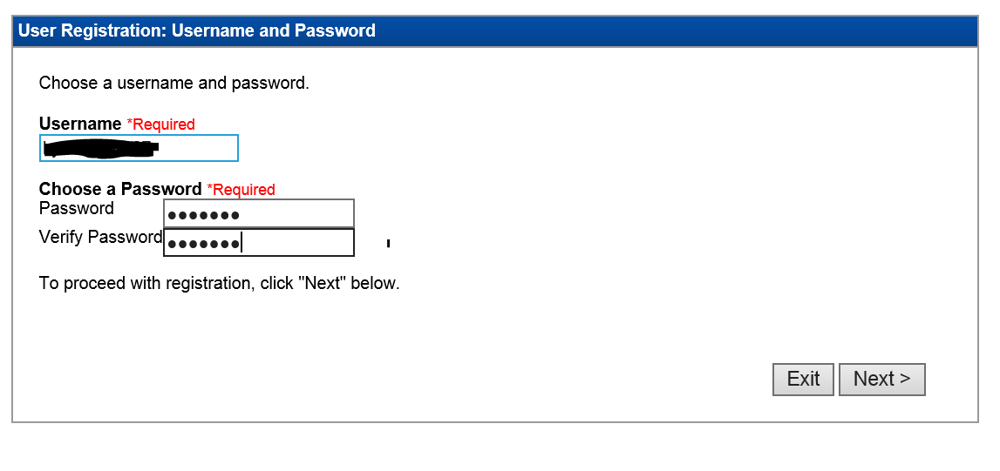 User Registration: Username and Password
Choose a username and password.
Username *Required
Choose a Password *Required
Password •••••••
Verify Password •••••••
To proceed with registration, click "Next" below.
Exit Next >